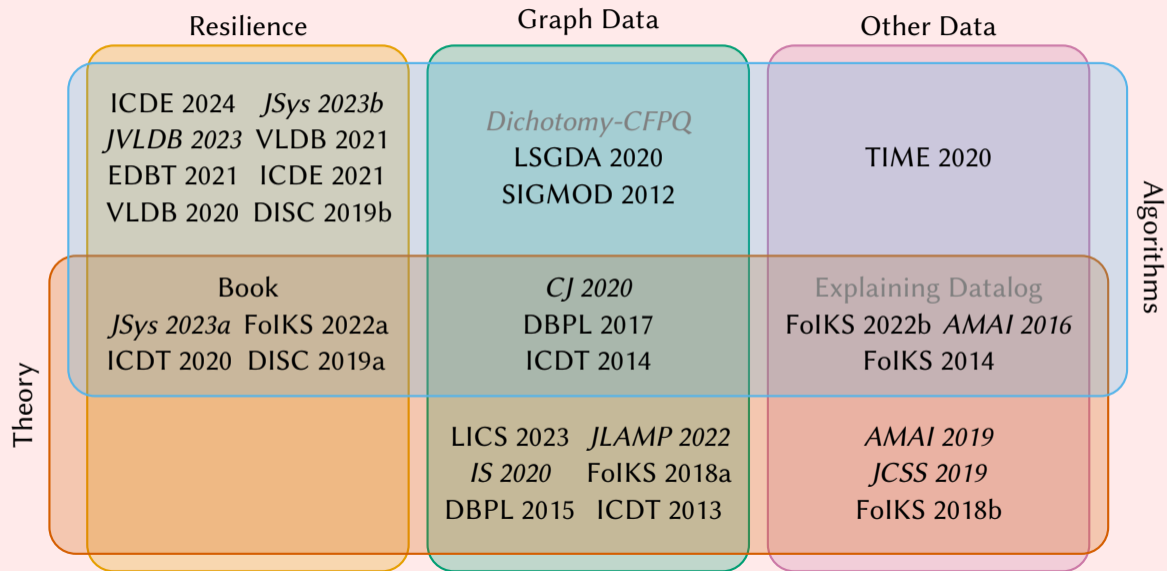 Resilience
Graph Data
Other Data
ICDE 2024 JSys 2023b
JVLDB 2023 VLDB 2021
EDBT 2021 ICDE 2021
VLDB 2020 DISC 2019b
Dichotomy-CFPQ
LSGDA 2020
SIGMOD 2012
TIME 2020
Algorithms
Book
JSys 2023a FoIKS 2022a
ICDT 2020 DISC 2019a
CJ 2020
DBPL 2017
ICDT 2014
Explaining Datalog
FoIKS 2022b AMAI 2016
FoIKS 2014
Theory
LICS 2023 JLAMP 2022
IS 2020 FoIKS 2018a
DBPL 2015 ICDT 2013
AMAI 2019
JCSS 2019
FoIKS 2018b